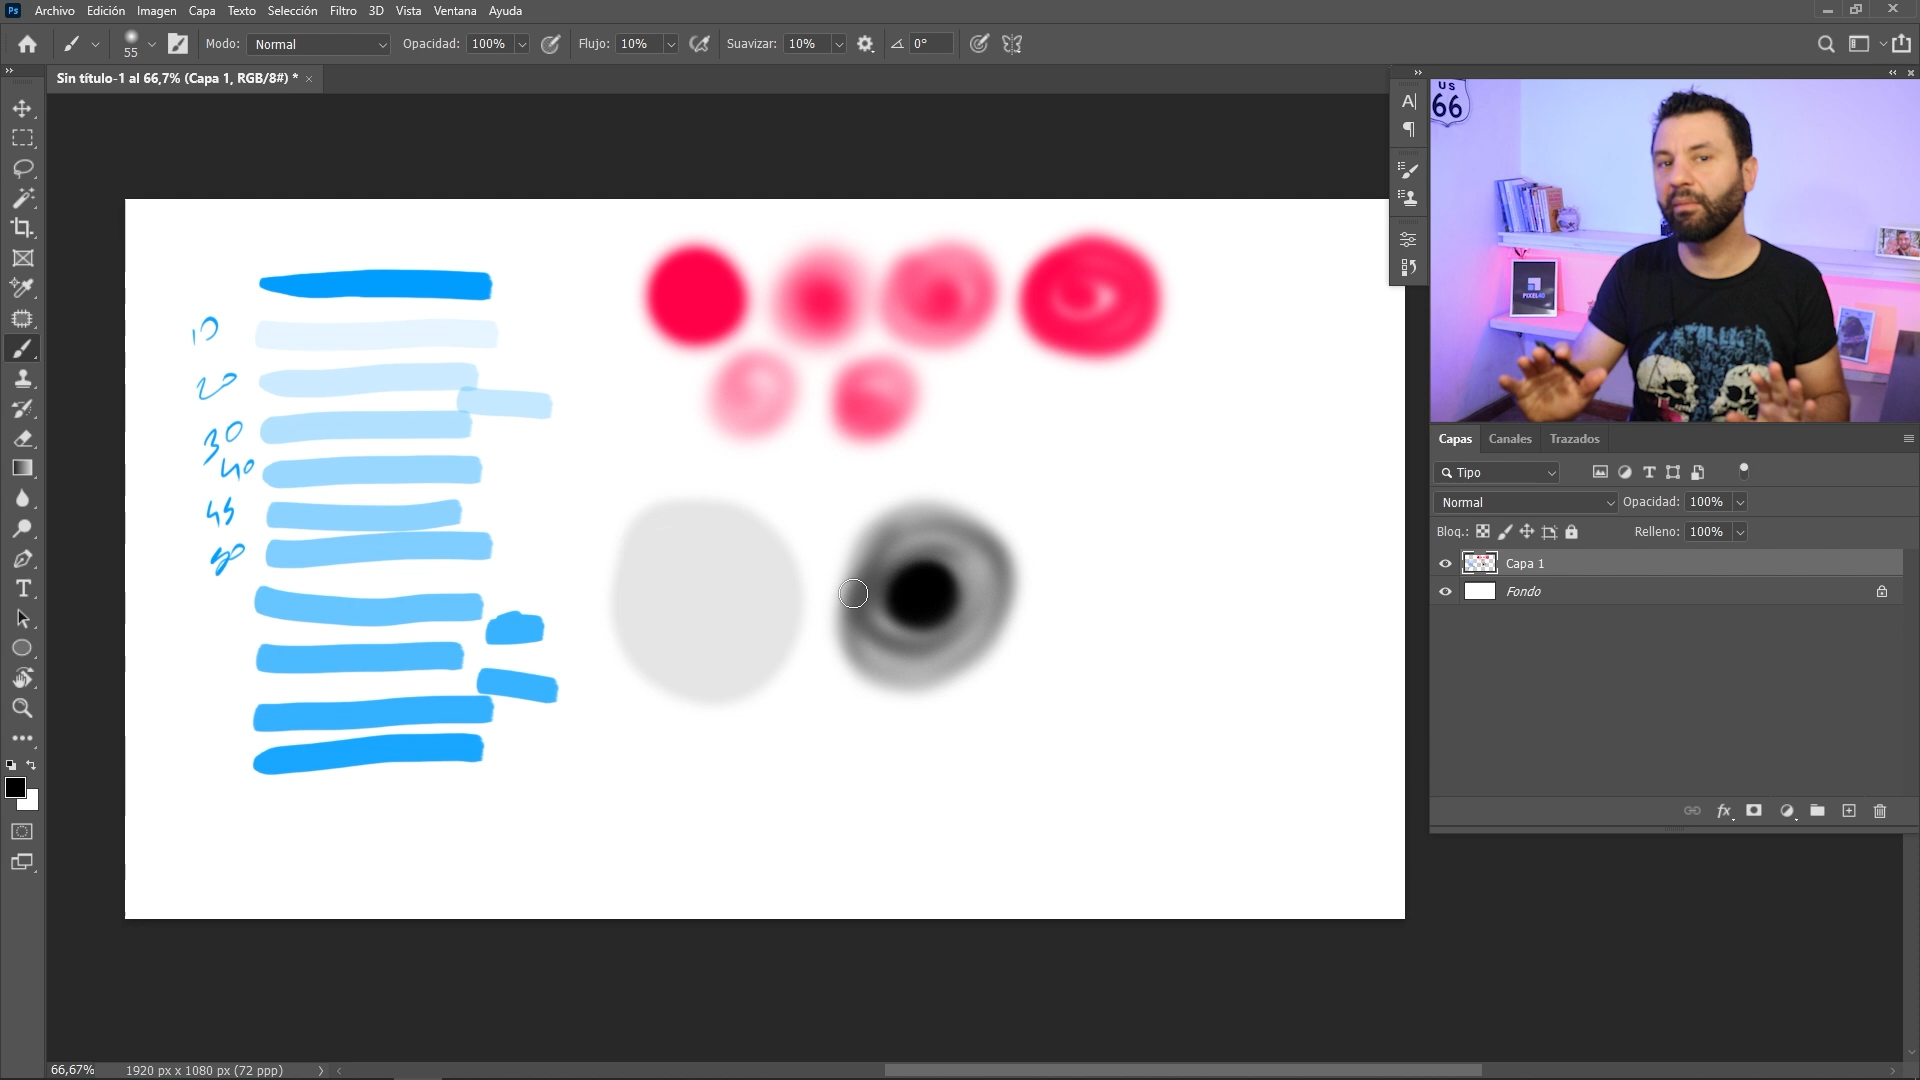 Ps Archivo Edición Imagen Capa Texto Selección Filtro 3D Vista Ventana Ayuda
55 Modo: Normal Opacidad: 100% Flujo: 10% Suavizar: 10% 0°
Sin título-1 al 66,7% (Capa 1, RGB/8#) *
US
66
PIXEL40
10
20
30
40
45
50
Capas Canales Trazados
Tipo
Normal Opacidad: 100%
Bloq.: Relleno: 100%
Capa 1
Fondo
fx
66,67% 1920 px x 1080 px (72 ppp)